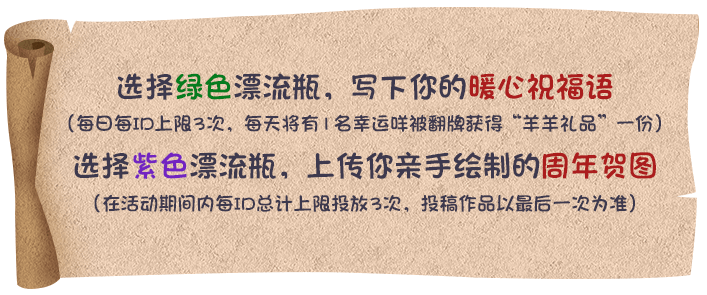 选择绿色漂流瓶，写下你的暖心祝福语
（每日每ID上限3次，每天将有1名幸运咩被翻牌获得“羊羊礼品”一份）
选择紫色漂流瓶，上传你亲手绘制的周年贺图
（在活动期间内每ID总计上限投放3次，投稿作品以最后一次为准）